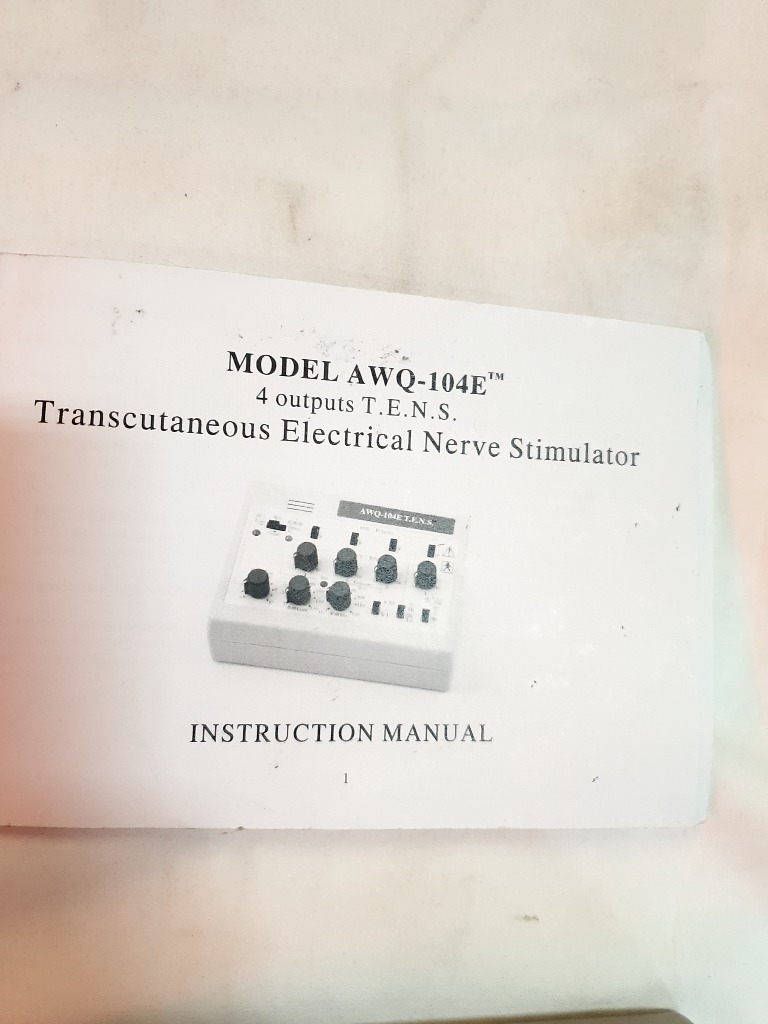 MODEL AWQ-104E™
4 outputs T.E.N.S.
Transcutaneous Electrical Nerve Stimulator
AWQ-104E T.E.N.S.
INSTRUCTION MANUAL
1